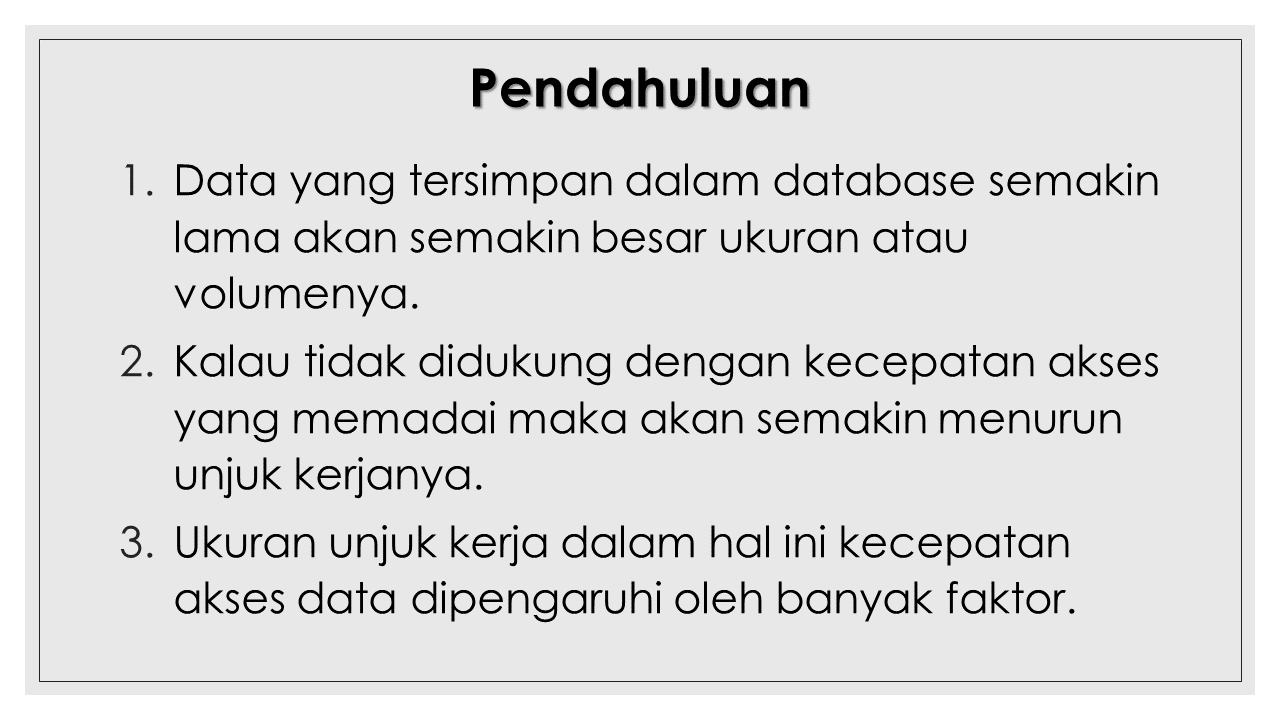 Pendahuluan
1. Data yang tersimpan dalam database semakin
lama akan semakin besar ukuran atau
volumenya.
2. Kalau tidak didukung dengan kecepatan akses
yang memadai maka akan semakin menurun
unjuk kerjanya.
3. Ukuran unjuk kerja dalam hal ini kecepatan
akses data dipengaruhi oleh banyak faktor.